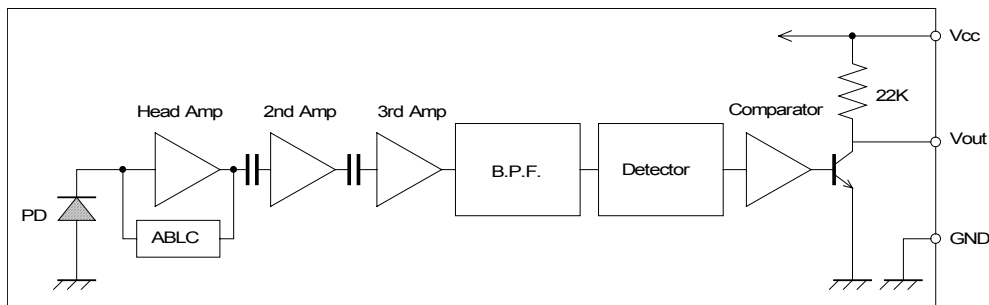 Vcc
22K
Head Amp
2nd Amp
3rd Amp
Comparator
Vout
B.P.F.
Detector
PD
ABLC
GND